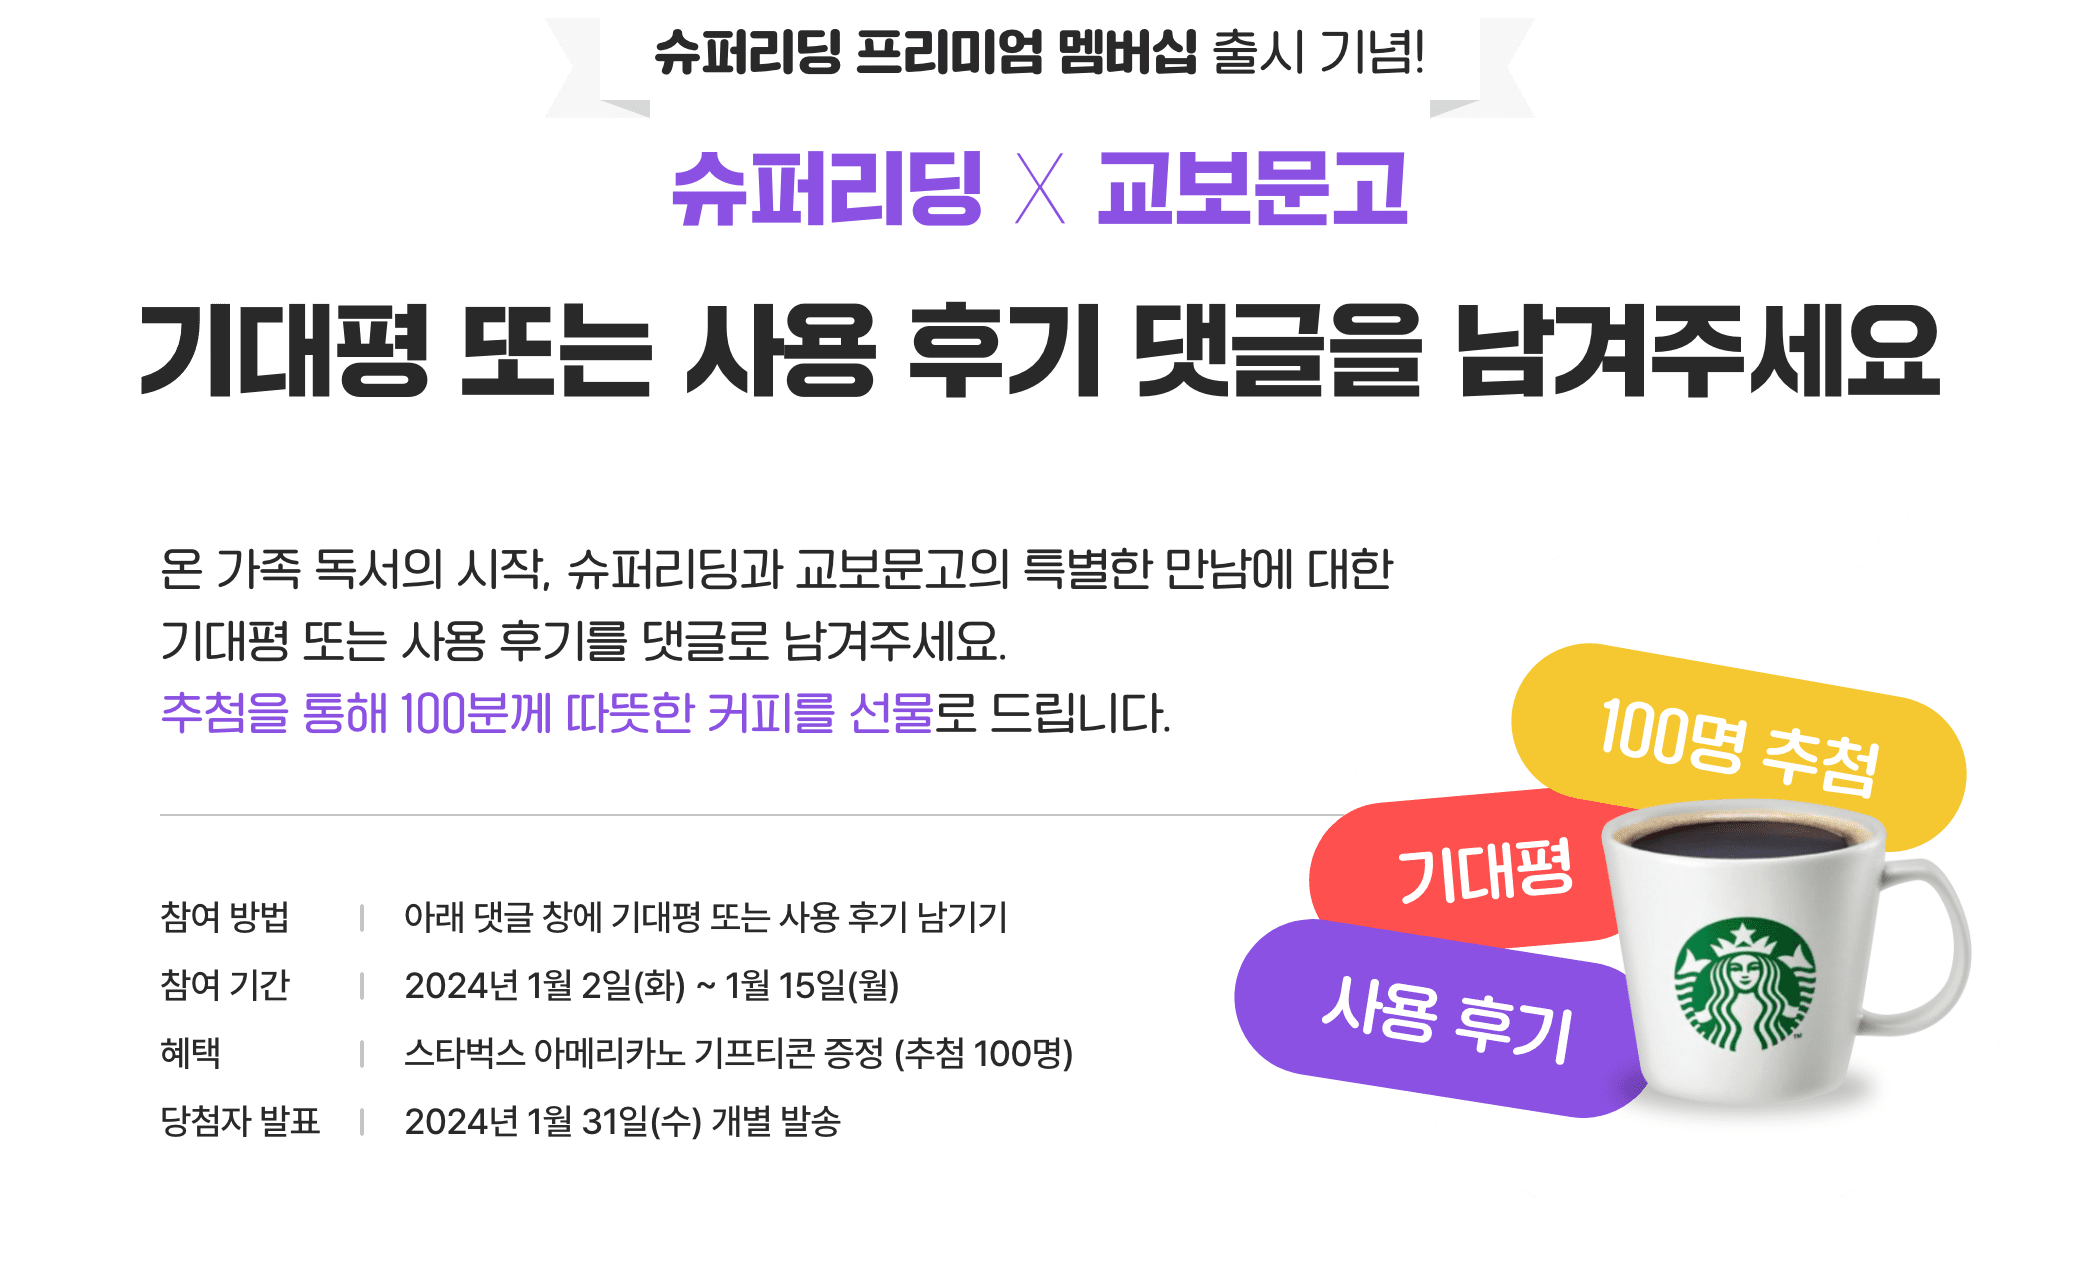 슈퍼리딩 프리미엄 멤버십 출시 기념!
슈퍼리딩 X 교보문고
기대평 또는 사용 후기 댓글을 남겨주세요
온 가족 독서의 시작, 슈퍼리딩과 교보문고의 특별한 만남에 대한
기대평 또는 사용 후기를 댓글로 남겨주세요.
추첨을 통해 100분께 따뜻한 커피를 선물로 드립니다.
100명 추첨
기대평
사용 후기
참여 방법 | 아래 댓글 창에 기대평 또는 사용 후기 남기기
참여 기간 | 2024년 1월 2일(화) ~ 1월 15일(월)
혜택 | 스타벅스 아메리카노 기프티콘 증정 (추첨 100명)
당첨자 발표 | 2024년 1월 31일(수) 개별 발송